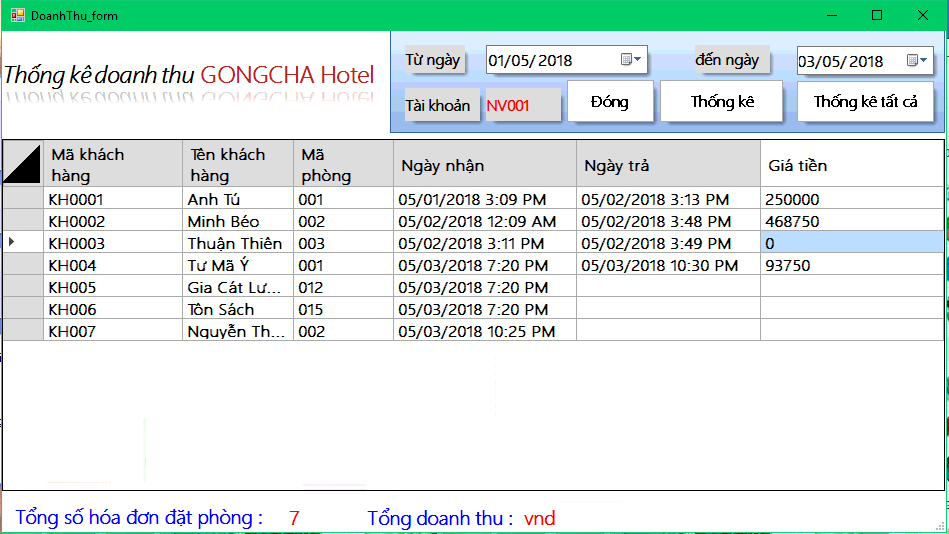 DoanhThu_form
Thống kê doanh thu GONGCHA Hotel
Từ ngày 01/05/2018 đến ngày 03/05/2018
Tài khoản NV001 Đóng Thống kê Thống kê tất cả
Mã khách hàng Tên khách hàng Mã phòng Ngày nhận Ngày trả Giá tiền
KH0001 Anh Tú 001 05/01/2018 3:09 PM 05/02/2018 3:13 PM 250000
KH0002 Minh Béo 002 05/02/2018 12:09 AM 05/02/2018 3:48 PM 468750
KH0003 Thuận Thiên 003 05/02/2018 3:11 PM 05/02/2018 3:49 PM 0
KH004 Tư Mã Ý 001 05/03/2018 7:20 PM 05/03/2018 10:30 PM 93750
KH005 Gia Cát Lư... 012 05/03/2018 7:20 PM
KH006 Tôn Sách 015 05/03/2018 7:20 PM
KH007 Nguyễn Th... 002 05/03/2018 10:25 PM
Tổng số hóa đơn đặt phòng : 7 Tổng doanh thu : vnd